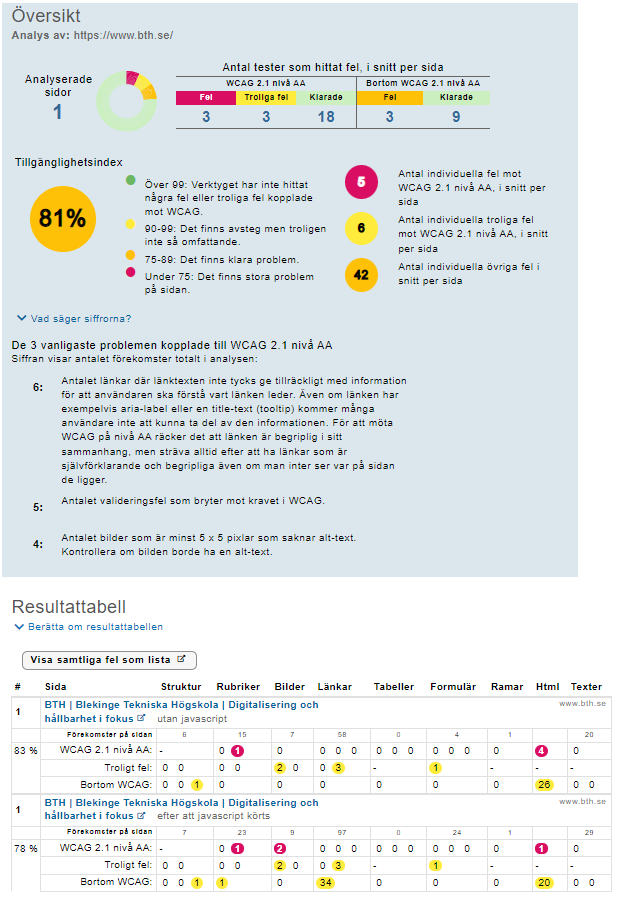 Översikt
Analys av: https://www.bth.se/
Antal tester som hittat fel, i snitt per sida
Analyserade
sidor
1
WCAG 2.1 nivå AA Bortom WCAG 2.1 nivå AA
Fel Troliga fel Klarade Fel Klarade
3 3 18 3 9
Tillgänglighetsindex
81%
Över 99: Verktyget har inte hittat
några fel eller troliga fel kopplade
mot WCAG.
90-99: Det finns avsteg men troligen
inte så omfattande.
75-89: Det finns klara problem.
Under 75: Det finns stora problem
på sidan.
5
Antal individuella fel mot
WCAG 2.1 nivå AA, i snitt per
sida
6
Antal individuella troliga fel
mot WCAG 2.1 nivå AA, i snitt
per sida
42
Antal individuella övriga fel i
snitt per sida
Vad säger siffrorna?
De 3 vanligaste problemen kopplade till WCAG 2.1 nivå AA
Siffran visar antalet förekomster totalt i analysen:
6: Antalet länkar där länktexten inte tycks ge tillräckligt med information
för att användaren ska förstå vart länken leder. Även om länken har
exempelvis aria-label eller en title-text (tooltip) kommer många
användare inte att kunna ta del av den informationen. För att möta
WCAG på nivå AA räcker det att länken är begriplig i sitt
sammanhang, men sträva alltid efter att ha länkar som är
självförklarande och begripliga även om man inter ser var på sidan
de ligger.
5: Antalet valideringsfel som bryter mot kravet i WCAG.
4: Antalet bilder som är minst 5 x 5 pixlar som saknar alt-text.
Kontrollera om bilden borde ha en alt-text.
Resultattabell
Berätta om resultattabellen
Visa samtliga fel som lista
# Sida Struktur Rubriker Bilder Länkar Tabeller Formulär Ramar Html Texter
1 BTH | Blekinge Tekniska Högskola | Digitalisering och
hållbarhet i fokus utan javascript www.bth.se
Förekomster på sidan 6 15 7 58 0 4 1 20
83 % WCAG 2.1 nivå AA: - 0 1 0 0 0 0 0 0 0 0 0 0 0 4 0
Troligt fel: 0 0 0 0 2 0 0 3 - 1 - - -
Bortom WCAG: 0 0 1 0 0 0 0 0 0 26 0 0
1 BTH | Blekinge Tekniska Högskola | Digitalisering och
hållbarhet i fokus efter att javascript körts www.bth.se
Förekomster på sidan 7 23 9 97 0 24 1 29
78 % WCAG 2.1 nivå AA: - 0 1 2 0 0 0 0 0 0 0 0 0 0 1 0
Troligt fel: 0 0 0 0 2 0 0 3 - 1 - - -
Bortom WCAG: 0 0 1 1 0 34 0 0 0 20 0 0